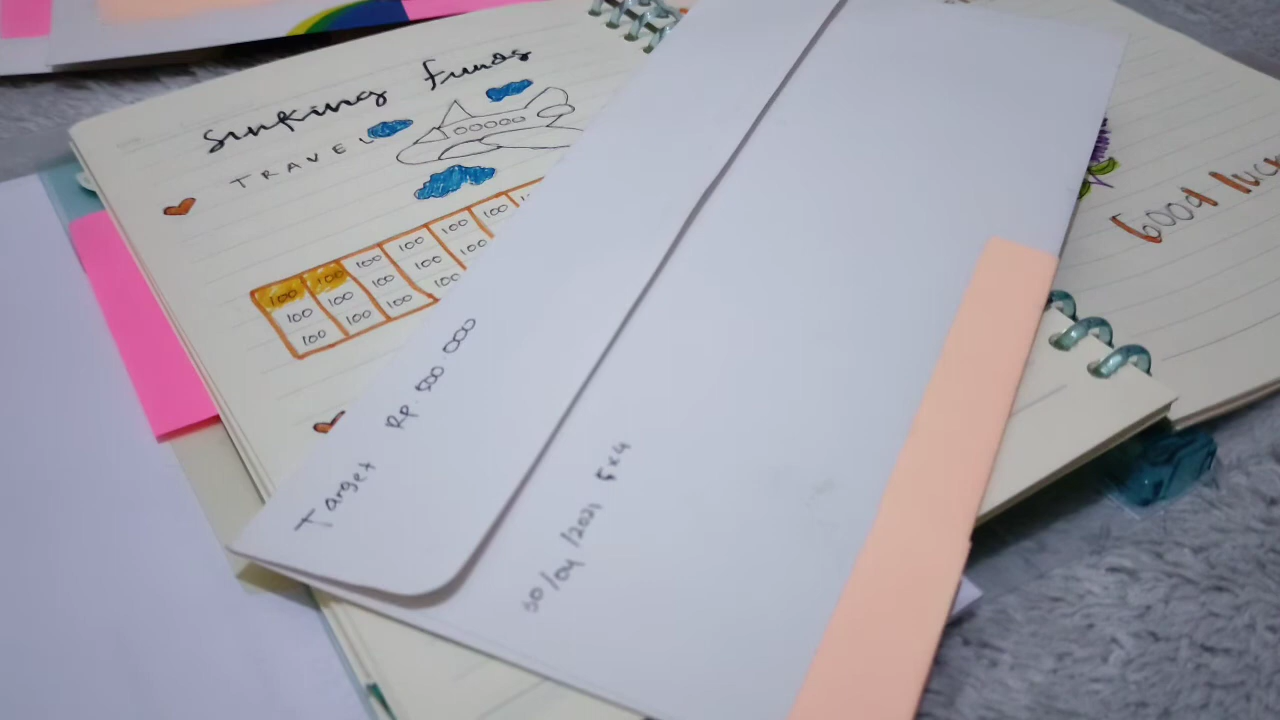 Sinking Funds
TRAVEL
100 100 100 100 100 100
100 100 100 100 100
100 100 100 100
Target Rp. 500.000
30/04/2021 5x4
Good luck